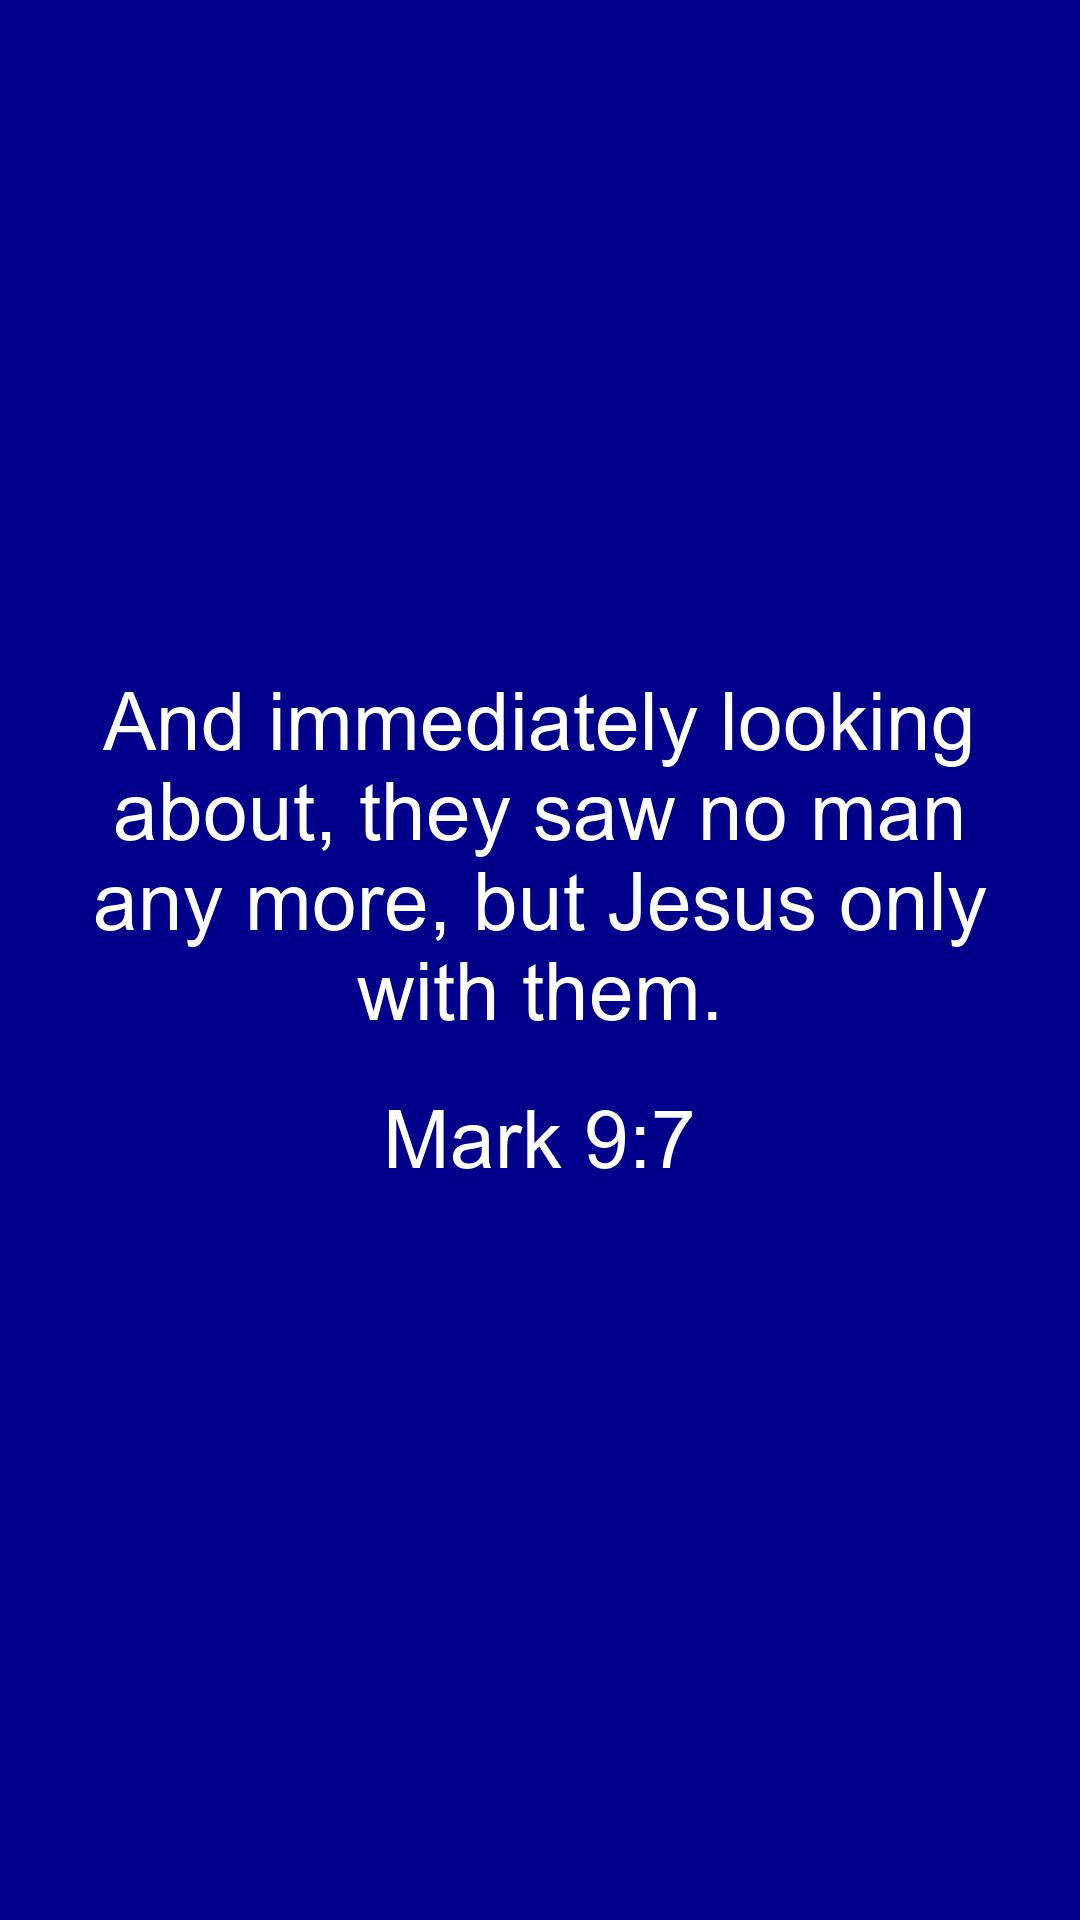 And immediately looking
about, they saw no man
any more, but Jesus only
with them.
Mark 9:7